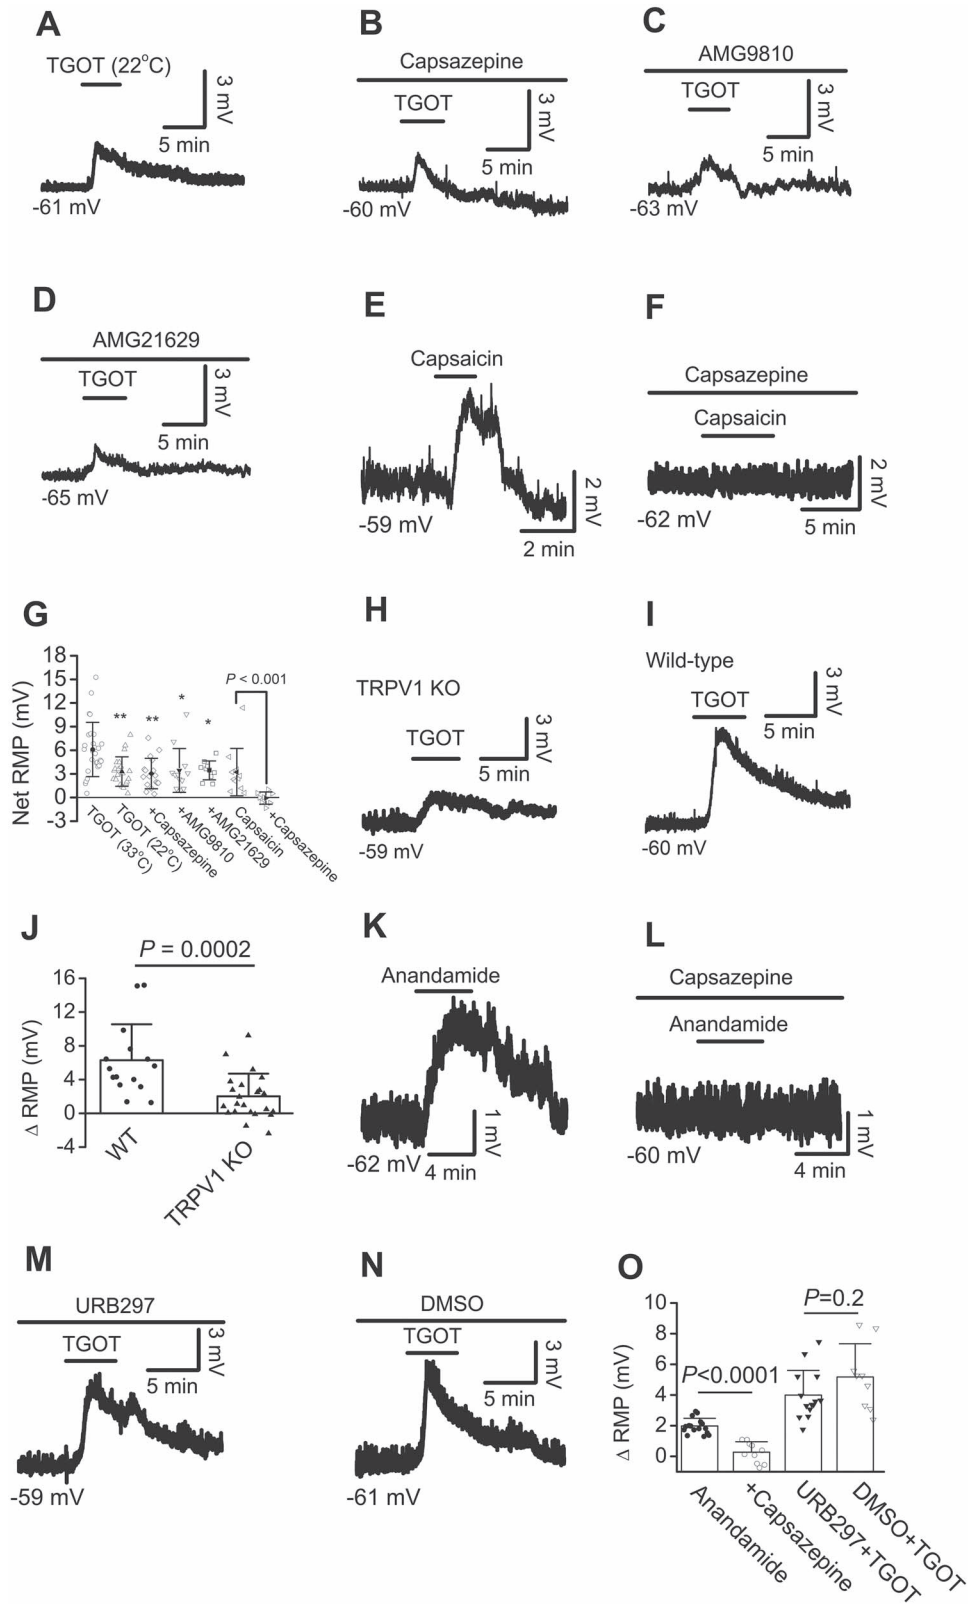 A
TGOT (22°C)
3 mV
5 min
-61 mV
B
Capsazepine
TGOT
3 mV
5 min
-60 mV
C
AMG9810
TGOT
3 mV
5 min
-63 mV
D
AMG21629
TGOT
3 mV
5 min
-65 mV
E
Capsaicin
2 mV
2 min
-59 mV
F
Capsazepine
Capsaicin
2 mV
5 min
-62 mV
G
Net RMP (mV)
18
15
12
9
6
3
0
-3
**
**
*
*
P < 0.001
TGOT (33°C)
TGOT (22°C)
+Capsazepine
+AMG9810
+AMG21629
Capsaicin
+Capsazepine
H
TRPV1 KO
TGOT
3 mV
5 min
-59 mV
I
Wild-type
TGOT
3 mV
5 min
-60 mV
J
P = 0.0002
Δ RMP (mV)
16
12
8
4
0
-4
WT
TRPV1 KO
K
Anandamide
1 mV
4 min
-62 mV
L
Capsazepine
Anandamide
1 mV
4 min
-60 mV
M
URB297
TGOT
3 mV
5 min
-59 mV
N
DMSO
TGOT
3 mV
5 min
-61 mV
O
P=0.2
P<0.0001
Δ RMP (mV)
10
8
6
4
2
0
Anandamide
+Capsazepine
URB297+TGOT
DMSO+TGOT